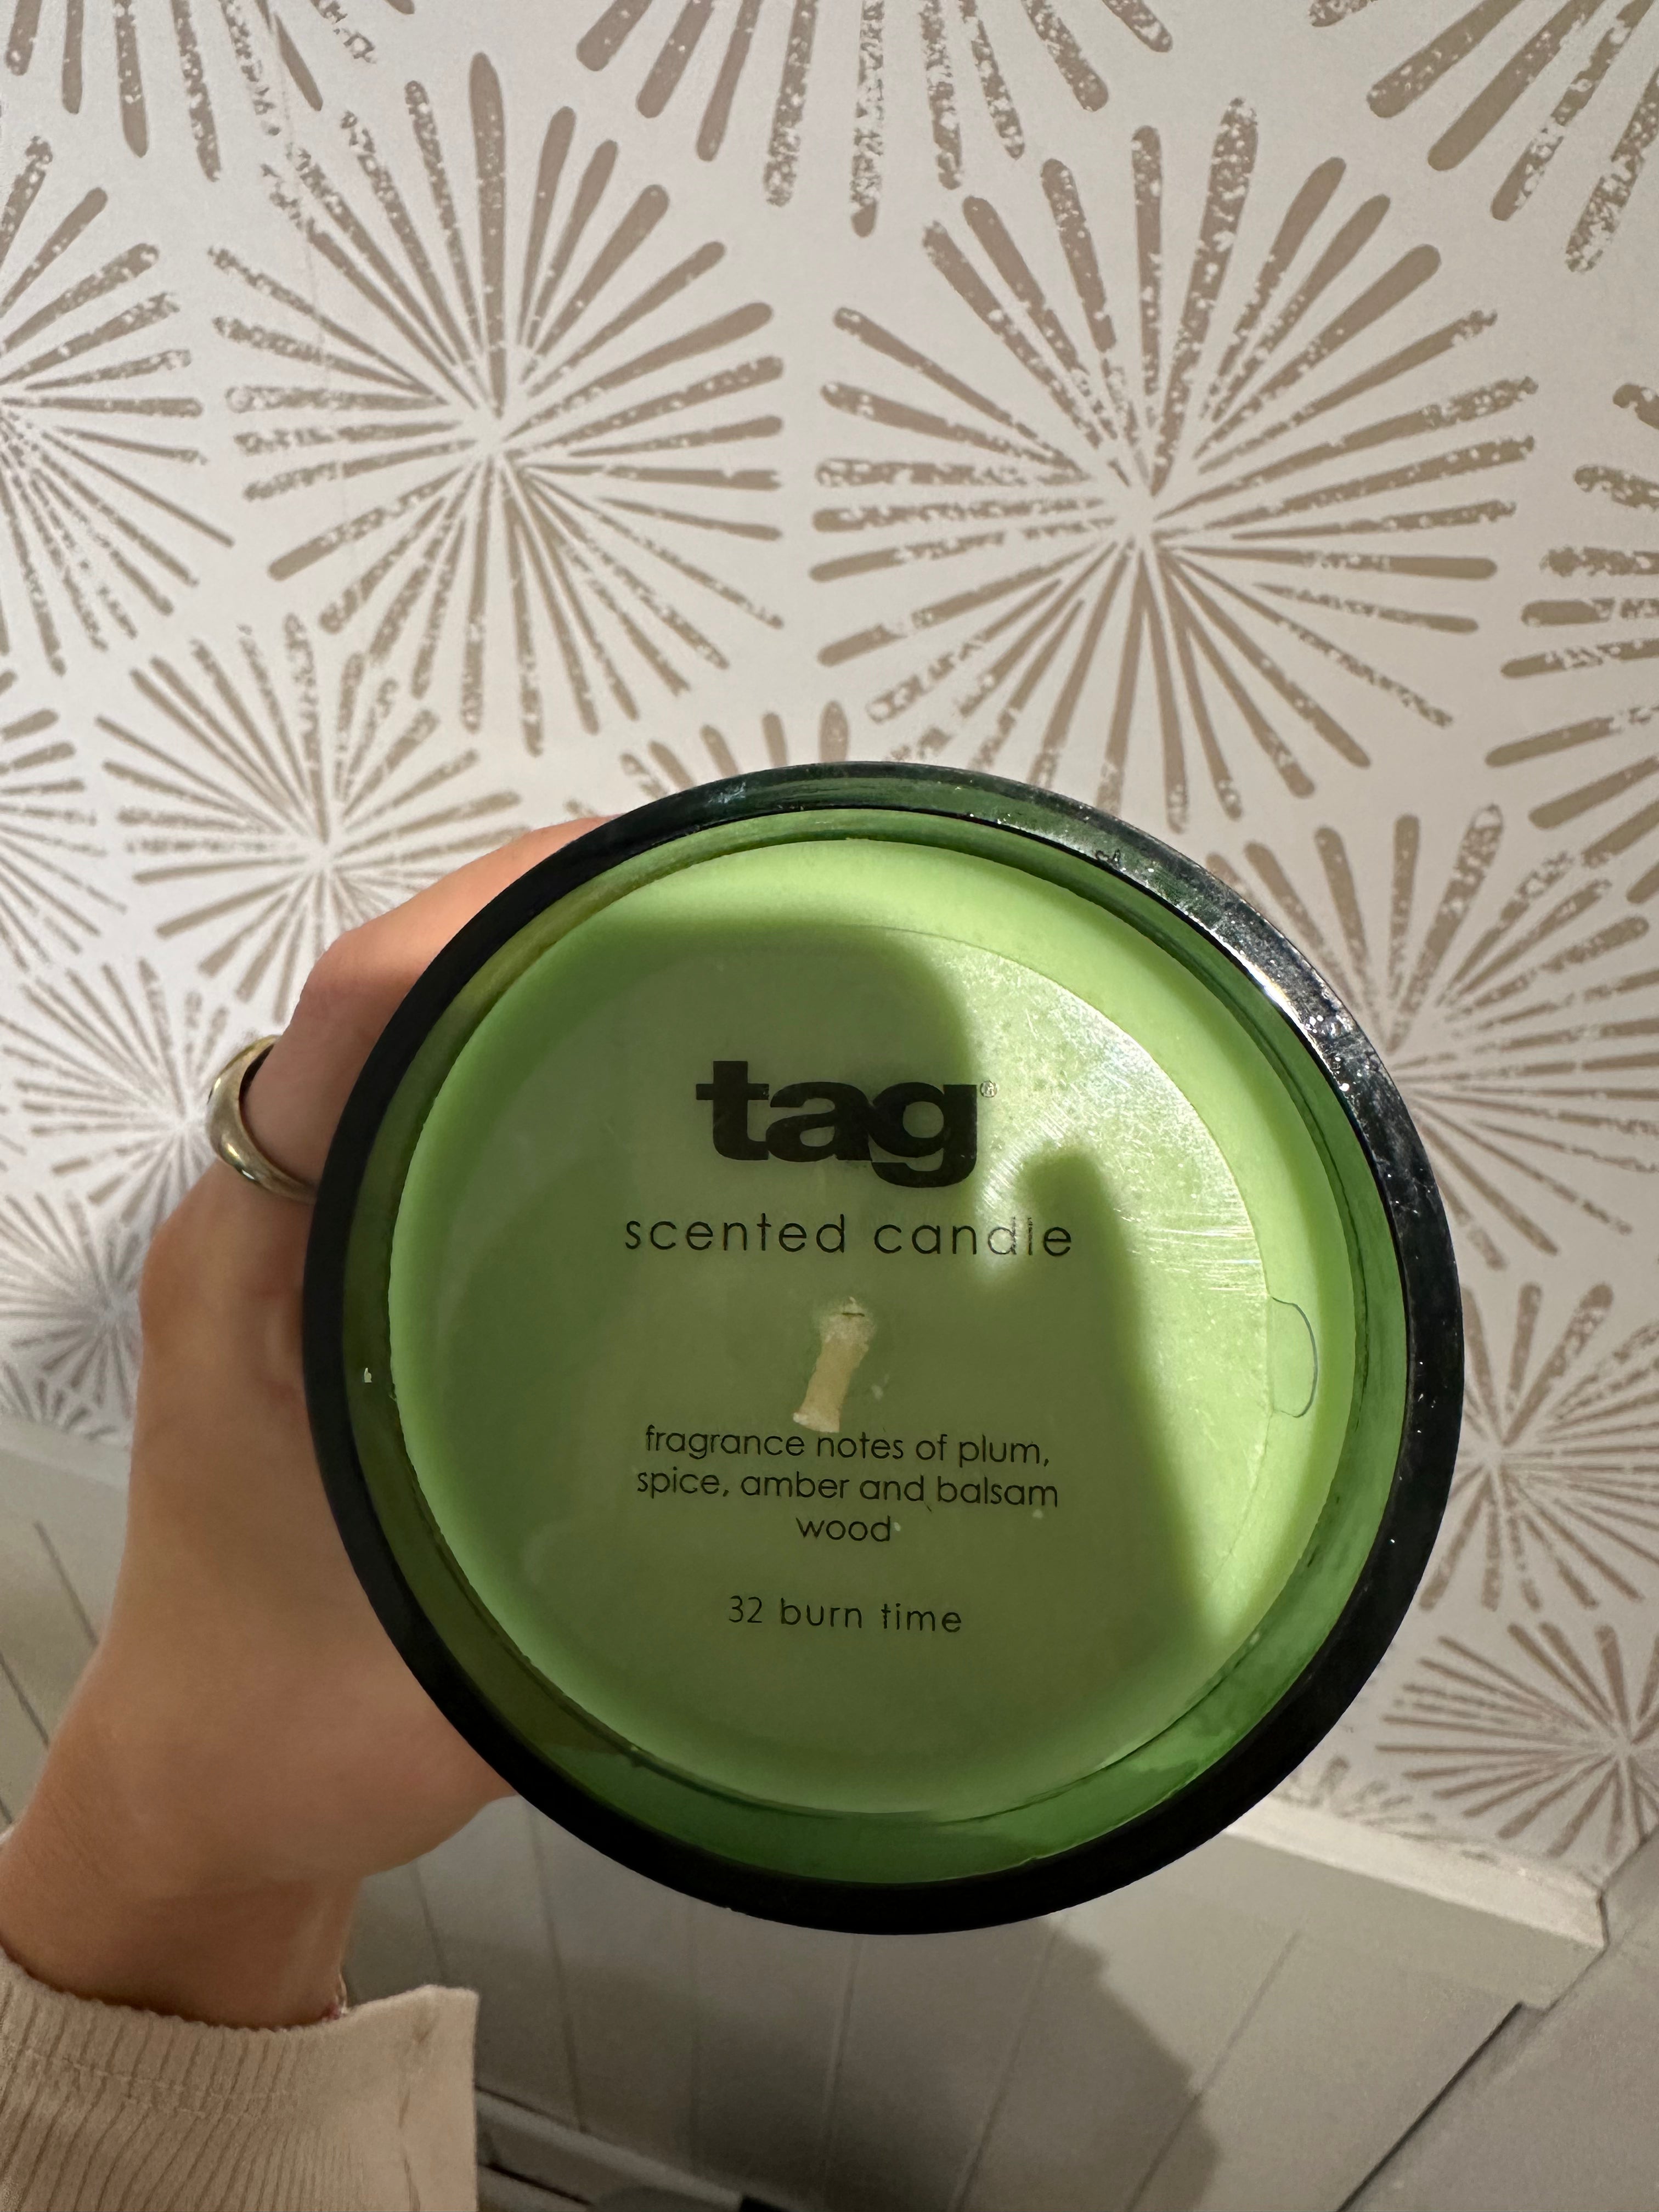 tag®
scented candle
fragrance notes of plum,
spice, amber and balsam
wood
32 burn time